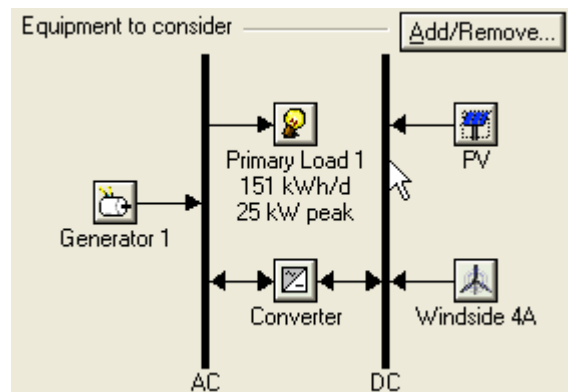 Equipment to consider
Add/Remove...
Primary Load 1
151 kWh/d
25 kW peak
PV
Generator 1
Converter
Windside 4A
AC
DC